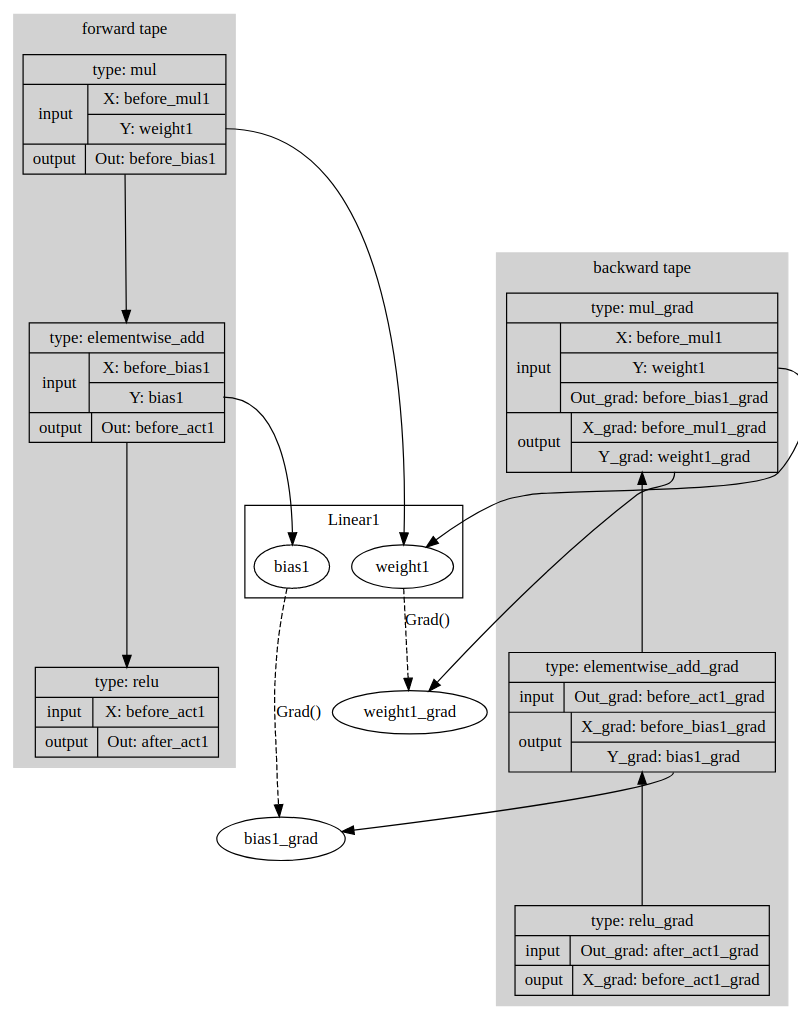 forward tape
type: mul
input
X: before_mul1
Y: weight1
output
Out: before_bias1
type: elementwise_add
input
X: before_bias1
Y: bias1
output
Out: before_act1
type: relu
input
X: before_act1
output
Out: after_act1
Linear1
bias1
weight1
Grad()
Grad()
weight1_grad
bias1_grad
backward tape
type: mul_grad
input
X: before_mul1
Y: weight1
Out_grad: before_bias1_grad
output
X_grad: before_mul1_grad
Y_grad: weight1_grad
type: elementwise_add_grad
input
Out_grad: before_act1_grad
output
X_grad: before_bias1_grad
Y_grad: bias1_grad
type: relu_grad
input
Out_grad: after_act1_grad
ouput
X_grad: before_act1_grad